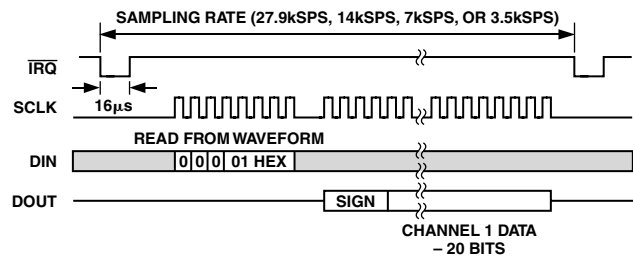 SAMPLING RATE (27.9kSPS, 14kSPS, 7kSPS, OR 3.5kSPS)
IRQ
16μs
SCLK
READ FROM WAVEFORM
DIN
0 0 0 01 HEX
DOUT
SIGN
CHANNEL 1 DATA
– 20 BITS